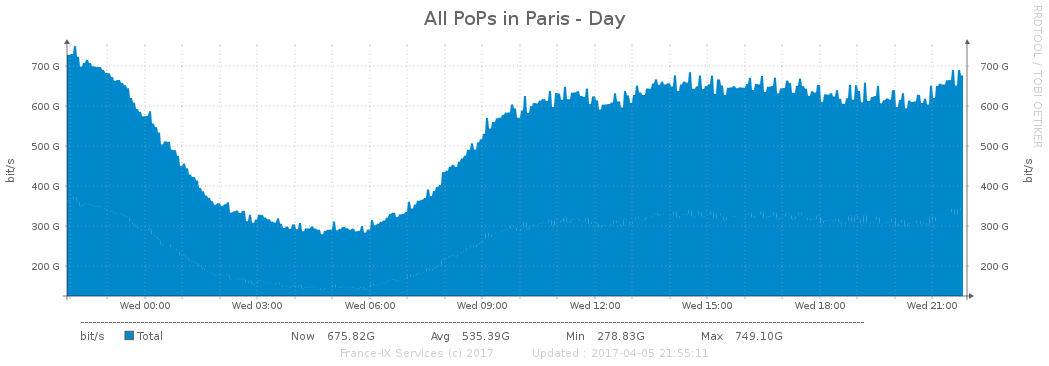 All PoPs in Paris - Day
RRDTOOL / TOBI OETIKER
bit/s
700 G
600 G
500 G
400 G
300 G
200 G
700 G
600 G
500 G
400 G
300 G
200 G
bit/s
Wed 00:00 Wed 03:00 Wed 06:00 Wed 09:00 Wed 12:00 Wed 15:00 Wed 18:00 Wed 21:00
bit/s Total Now 675.82G Avg 535.39G Min 278.83G Max 749.10G
France-IX Services (c) 2017 Updated : 2017-04-05 21:55:11